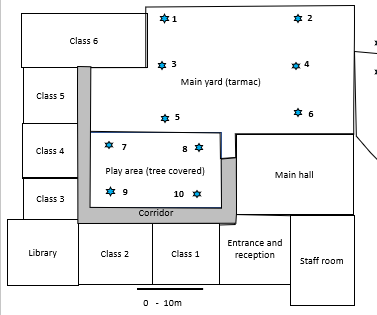 1
2
Class 6
3
4
Main yard (tarmac)
Class 5
5
6
7
8
Class 4
Play area (tree covered)
Main hall
9
10
Class 3
Corridor
Library
Class 2
Class 1
Entrance and
reception
Staff room
0 - 10m